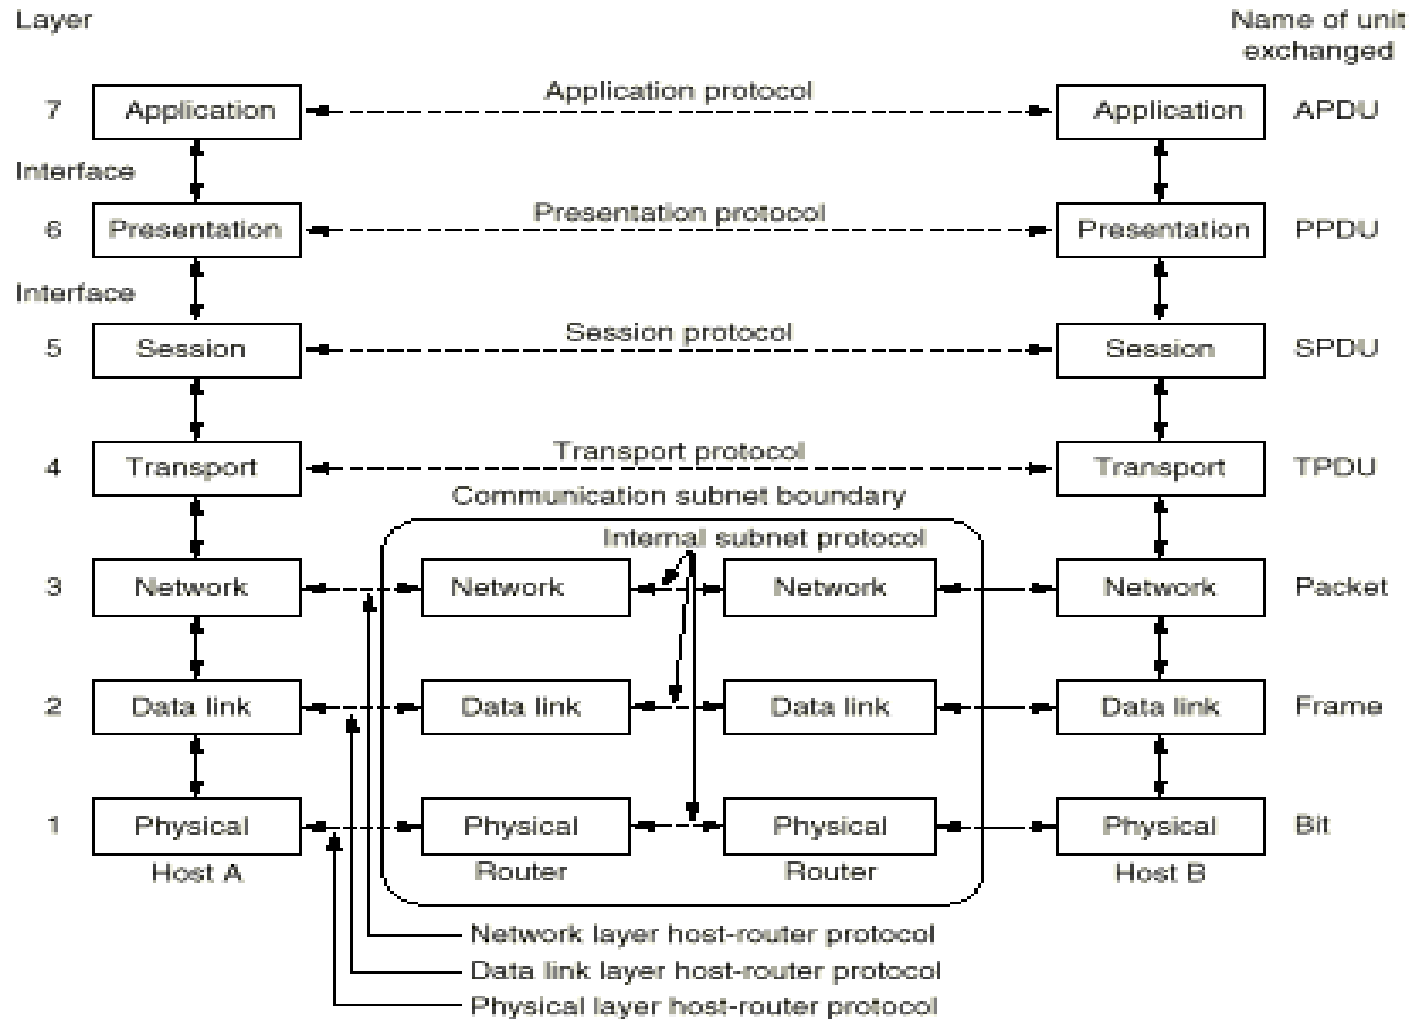 Layer
Name of unit
exchanged
7
Application
Application protocol
Application
APDU
Interface
6
Presentation
Presentation protocol
Presentation
PPDU
Interface
5
Session
Session protocol
Session
SPDU
4
Transport
Transport protocol
Transport
TPDU
Communication subnet boundary
Internal subnet protocol
3
Network
Network
Network
Network
Packet
2
Data link
Data link
Data link
Data link
Frame
1
Physical
Physical
Physical
Physical
Bit
Host A
Router
Router
Host B
Network layer host-router protocol
Data link layer host-router protocol
Physical layer host-router protocol